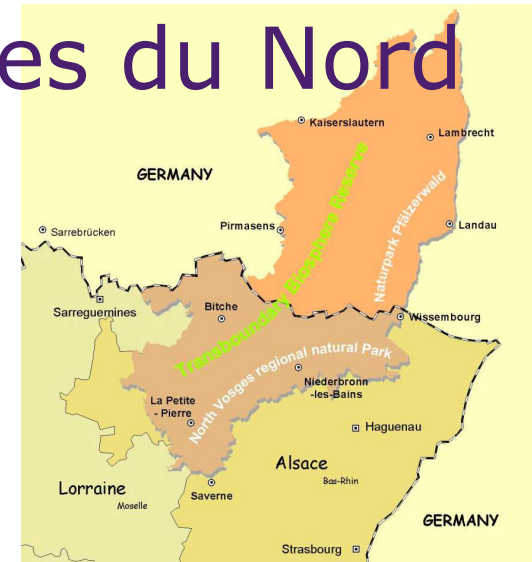 es du Nord
Kaiserslautern
Lambrecht
GERMANY
Transboundary Biosphere Reserve
Naturpark Pfälzerwald
Pirmasens
Landau
Sarrebrücken
Sarreguemines
Bitche
Wissembourg
North Vosges regional natural Park
Niederbronn
-les-Bains
La Petite
- Pierre
Haguenau
Alsace
Bas-Rhin
Lorraine
Moselle
Saverne
GERMANY
Strasbourg